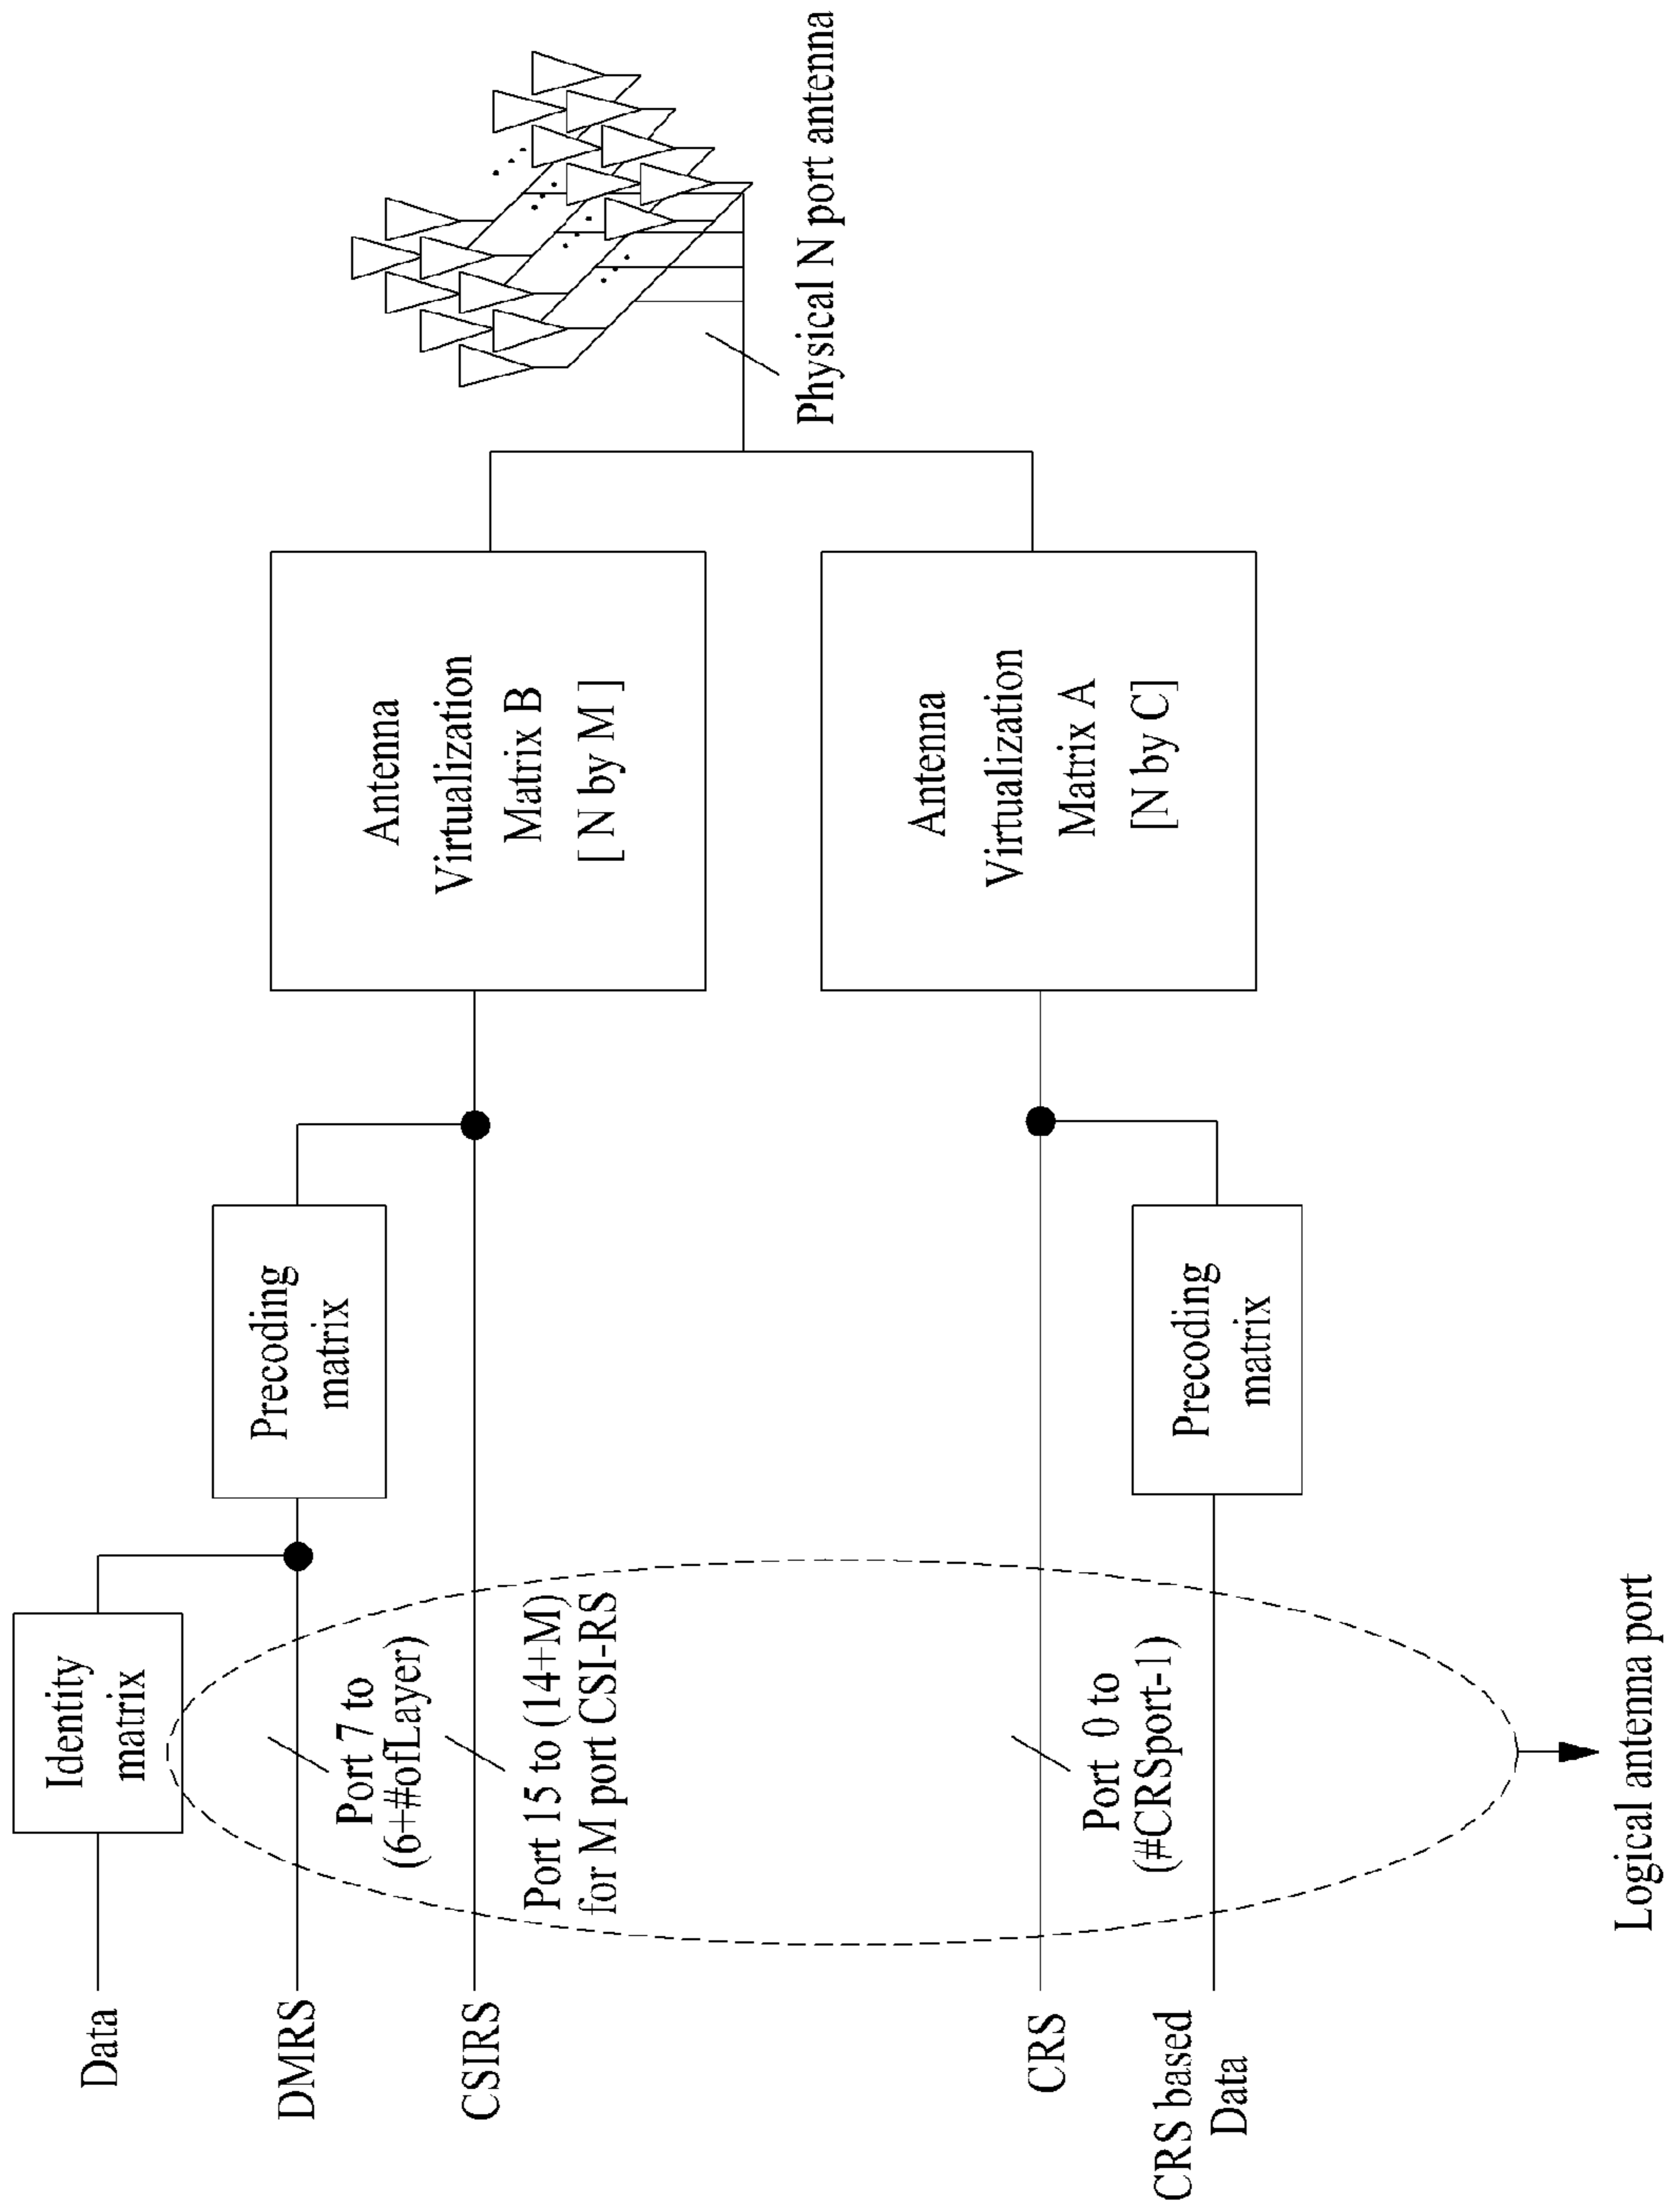 Data
Identity
matrix
DMRS
Port 7 to
(6+#ofLayer)
Precoding
matrix
CSIRS
Port 15 to (14+M)
for M port CSI-RS
Antenna
Virtualization
Matrix B
[ N by M ]
Physical N port antenna
CRS
Port 0 to
(#CRSport-1)
Antenna
Virtualization
Matrix A
[N by C]
CRS based
Data
Precoding
matrix
Logical antenna port